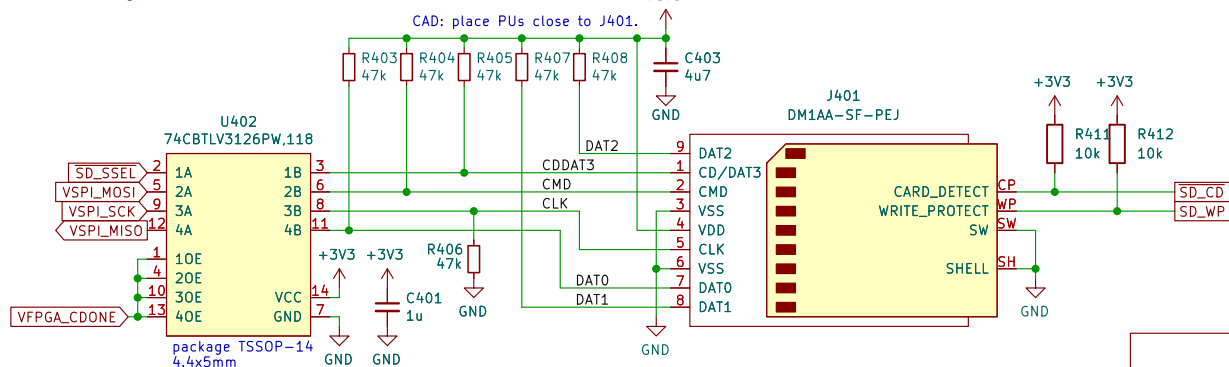 CAD: place PUs close to J401.
R403
47k
R404
47k
R405
47k
R407
47k
R408
47k
C403
4u7
GND
U402
74CBTLV3126PW,118
SD_SSEL
VSPI_MOSI
VSPI_SCK
VSPI_MISO
VFPGA_CDONE
2 1A 1B 3
5 2A 2B 6
9 3A 3B 8
12 4A 4B 11
1 1OE
4 2OE
10 3OE VCC 14
13 4OE GND 7
package TSSOP-14
4.4x5mm
+3V3
GND
+3V3
C401
1u
GND
R406
47k
GND
DAT2
CDDAT3
CMD
CLK
DAT0
DAT1
GND
J401
DM1AA-SF-PEJ
9 DAT2
1 CD/DAT3
2 CMD
3 VSS
4 VDD
5 CLK
6 VSS
7 DAT0
8 DAT1
CARD_DETECT CP
WRITE_PROTECT WP
SW SW
SHELL SH
+3V3
R411
10k
+3V3
R412
10k
SD_CD
SD_WP
GND